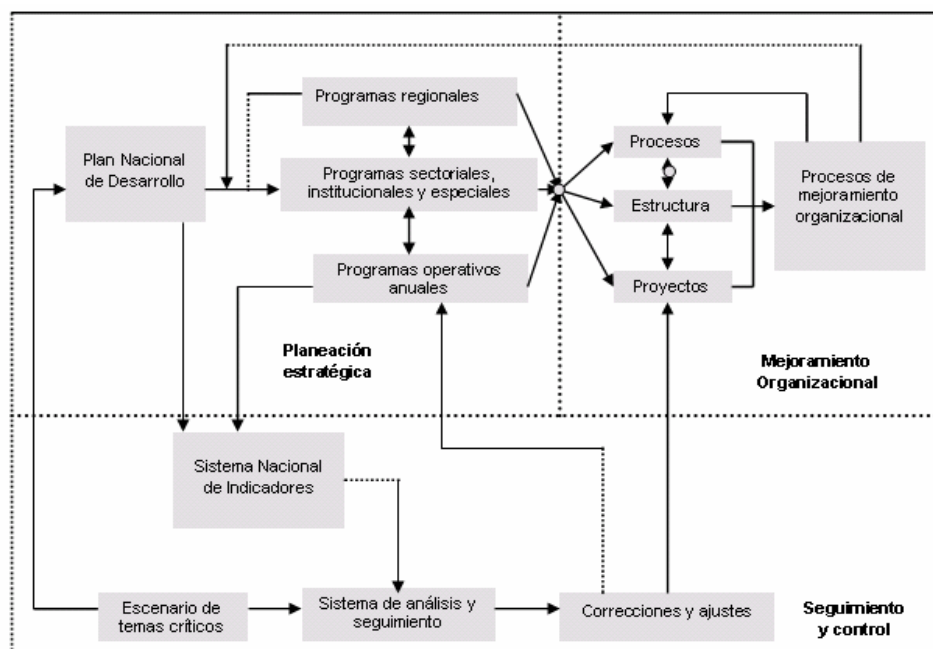 Programas regionales
Plan Nacional
de Desarrollo
Programas sectoriales,
institucionales y especiales
Programas operativos
anuales
Procesos
Estructura
Proyectos
Procesos de
mejoramiento
organizacional
Planeación
estratégica
Mejoramiento
Organizacional
Sistema Nacional
de Indicadores
Escenario de
temas críticos
Sistema de análisis y
seguimiento
Correcciones y ajustes
Seguimiento
y control